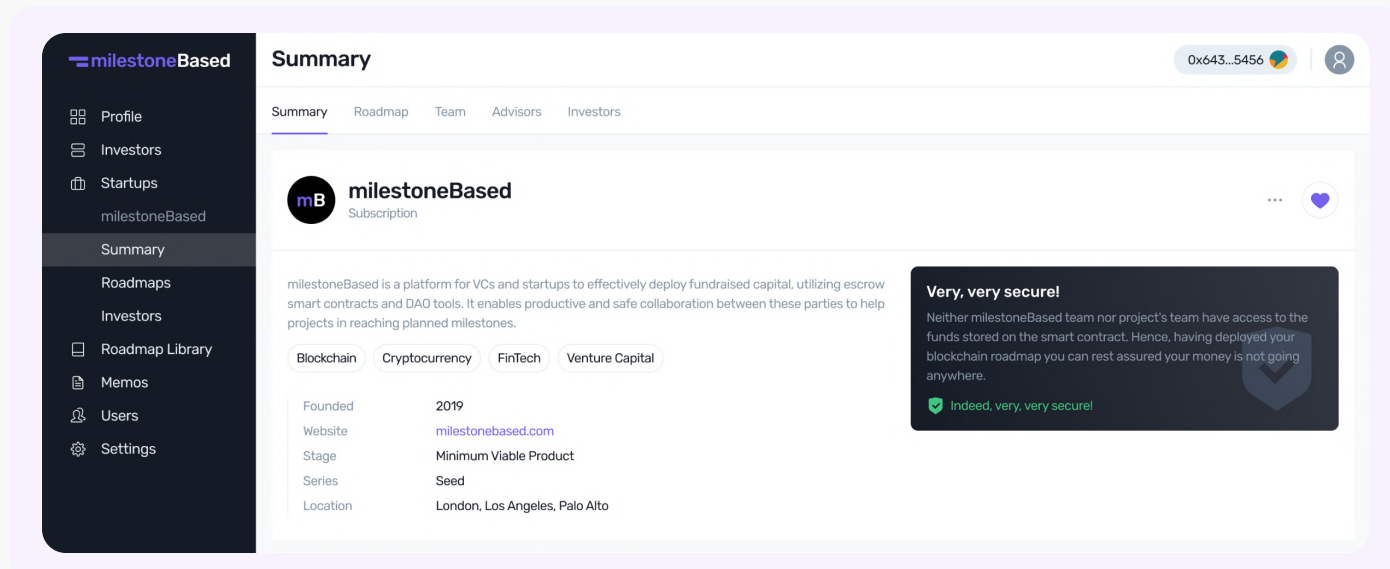 milestoneBased
Profile
Investors
Startups
milestoneBased
Summary
Roadmaps
Investors
Roadmap Library
Memos
Users
Settings
Summary
0x643...5456
Summary Roadmap Team Advisors Investors
mB
milestoneBased
Subscription
milestoneBased is a platform for VCs and startups to effectively deploy fundraised capital, utilizing escrow
smart contracts and DAO tools. It enables productive and safe collaboration between these parties to help
projects in reaching planned milestones.
Blockchain Cryptocurrency FinTech Venture Capital
Founded 2019
Website milestonebased.com
Stage Minimum Viable Product
Series Seed
Location London, Los Angeles, Palo Alto
Very, very secure!
Neither milestoneBased team nor project's team have access to the
funds stored on the smart contract. Hence, having deployed your
blockchain roadmap you can rest assured your money is not going
anywhere.
Indeed, very, very secure!